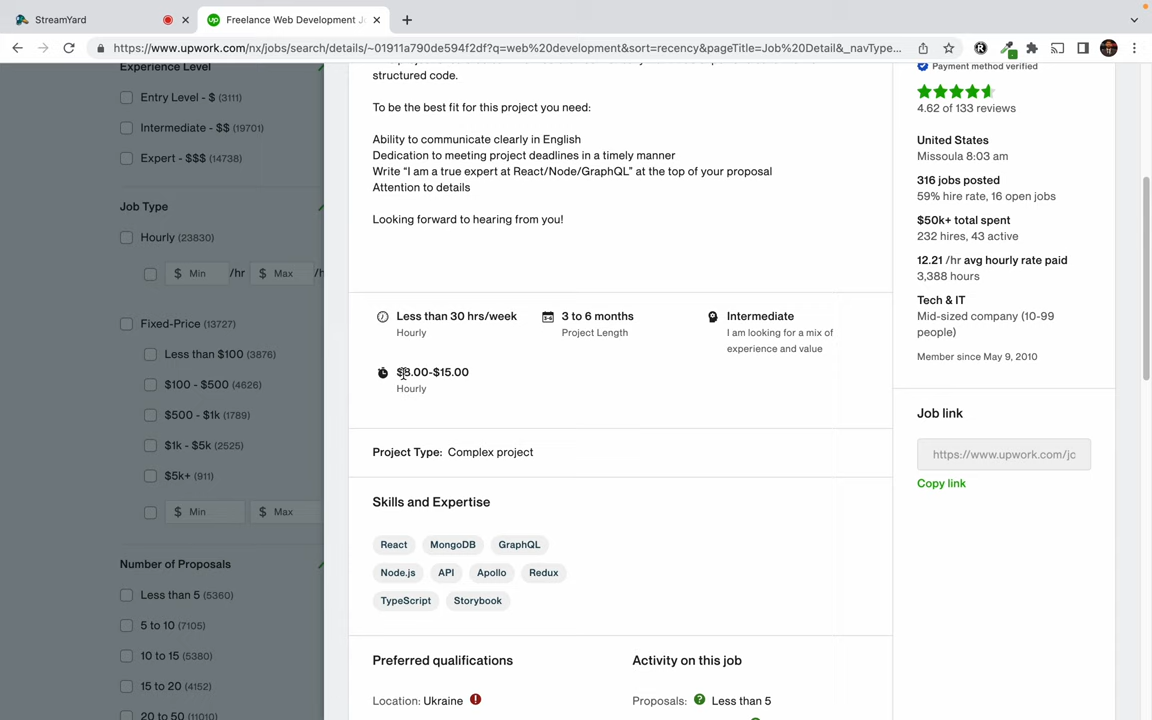 StreamYard
Freelance Web Development J
https://www.upwork.com/nx/jobs/search/details/~01911a790de594f2df?q=web%20development&sort=recency&pageTitle=Job%20Detail&_navType...
Experience Level
Entry Level - $ (3111)
Intermediate - $$ (19701)
Expert - $$$ (14738)
Job Type
Hourly (23830)
$ Min /hr $ Max /h
Fixed-Price (13727)
Less than $100 (3876)
$100 - $500 (4626)
$500 - $1k (1789)
$1k - $5k (2525)
$5k+ (911)
$ Min $ Max
Number of Proposals
Less than 5 (5360)
5 to 10 (7105)
10 to 15 (5380)
15 to 20 (4152)
20 to 50 (11010)
structured code.
To be the best fit for this project you need:
Ability to communicate clearly in English
Dedication to meeting project deadlines in a timely manner
Write "I am a true expert at React/Node/GraphQL" at the top of your proposal
Attention to details
Looking forward to hearing from you!
Less than 30 hrs/week
Hourly
3 to 6 months
Project Length
Intermediate
I am looking for a mix of
experience and value
$8.00-$15.00
Hourly
Project Type: Complex project
Skills and Expertise
React MongoDB GraphQL
Node.js API Apollo Redux
TypeScript Storybook
Preferred qualifications
Location: Ukraine
Activity on this job
Proposals: Less than 5
Payment method verified
4.62 of 133 reviews
United States
Missoula 8:03 am
316 jobs posted
59% hire rate, 16 open jobs
$50k+ total spent
232 hires, 43 active
12.21 /hr avg hourly rate paid
3,388 hours
Tech & IT
Mid-sized company (10-99
people)
Member since May 9, 2010
Job link
https://www.upwork.com/jc
Copy link